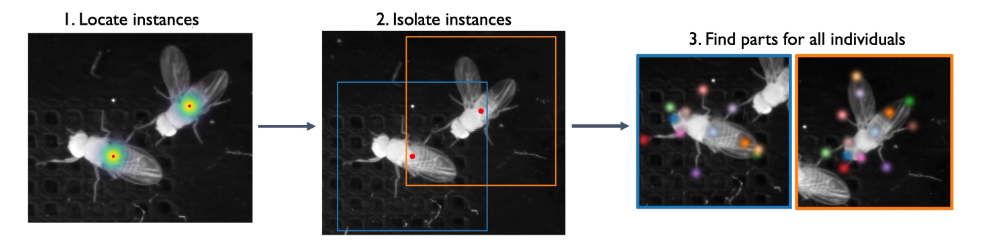 1. Locate instances
2. Isolate instances
3. Find parts for all individuals